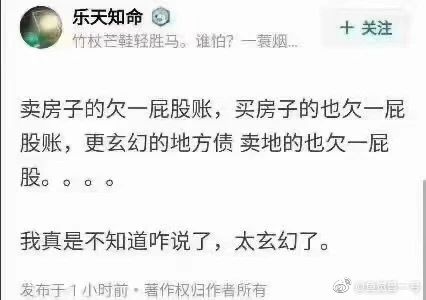 乐天知命
竹杖芒鞋轻胜马。谁怕？一蓑烟...
+ 关注
卖房子的欠一屁股账，买房子的也欠一屁
股账，更玄幻的地方债 卖地的也欠一屁
股。。。。
我真是不知道咋说了，太玄幻了。
发布于 1 小时前 · 著作权归作者所有